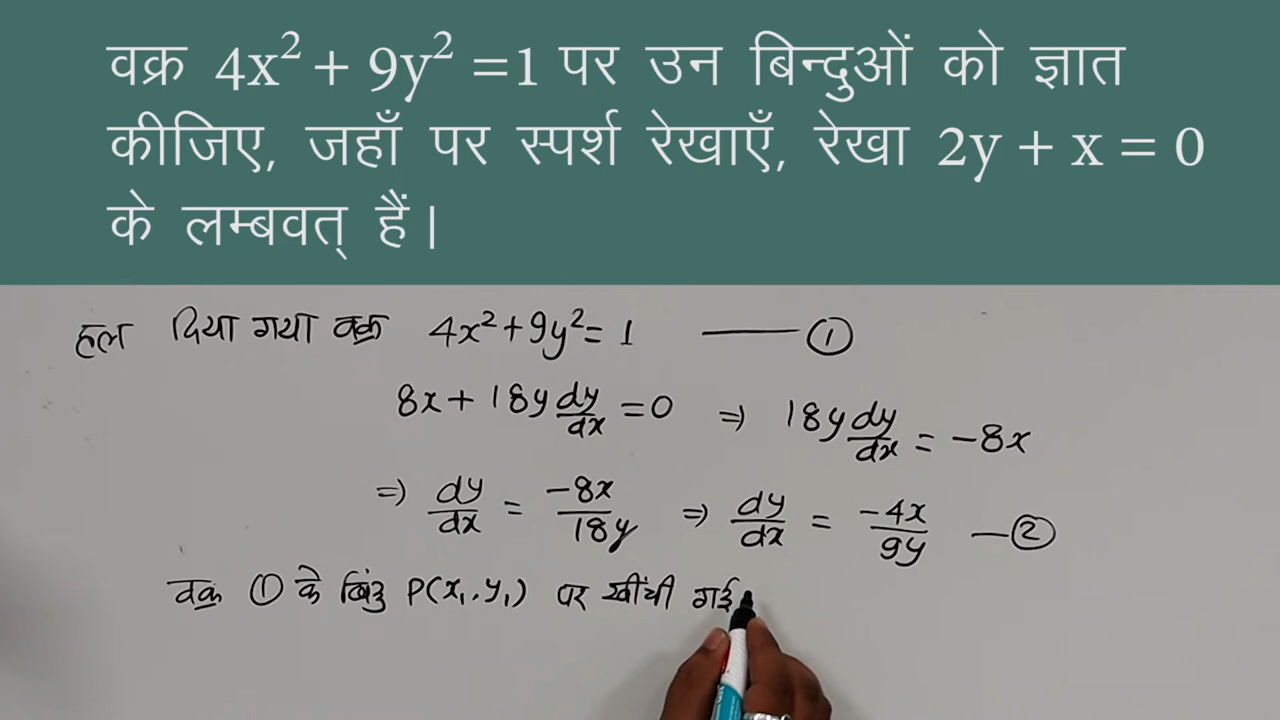 वक्र 4x² + 9y² =1 पर उन बिन्दुओं को ज्ञात
कीजिए, जहाँ पर स्पर्श रेखाएँ, रेखा 2y + x = 0
के लम्बवत् हैं।
हल दिया गया वक्र 4x²+9y²= 1 —— ①
8x + 18y dy/dx = 0 ⇒ 18y dy/dx = -8x
⇒ dy/dx = -8x/18y ⇒ dy/dx = -4x/9y —②
वक्र ① के बिंदु P(x₁, y₁) पर खींची गई